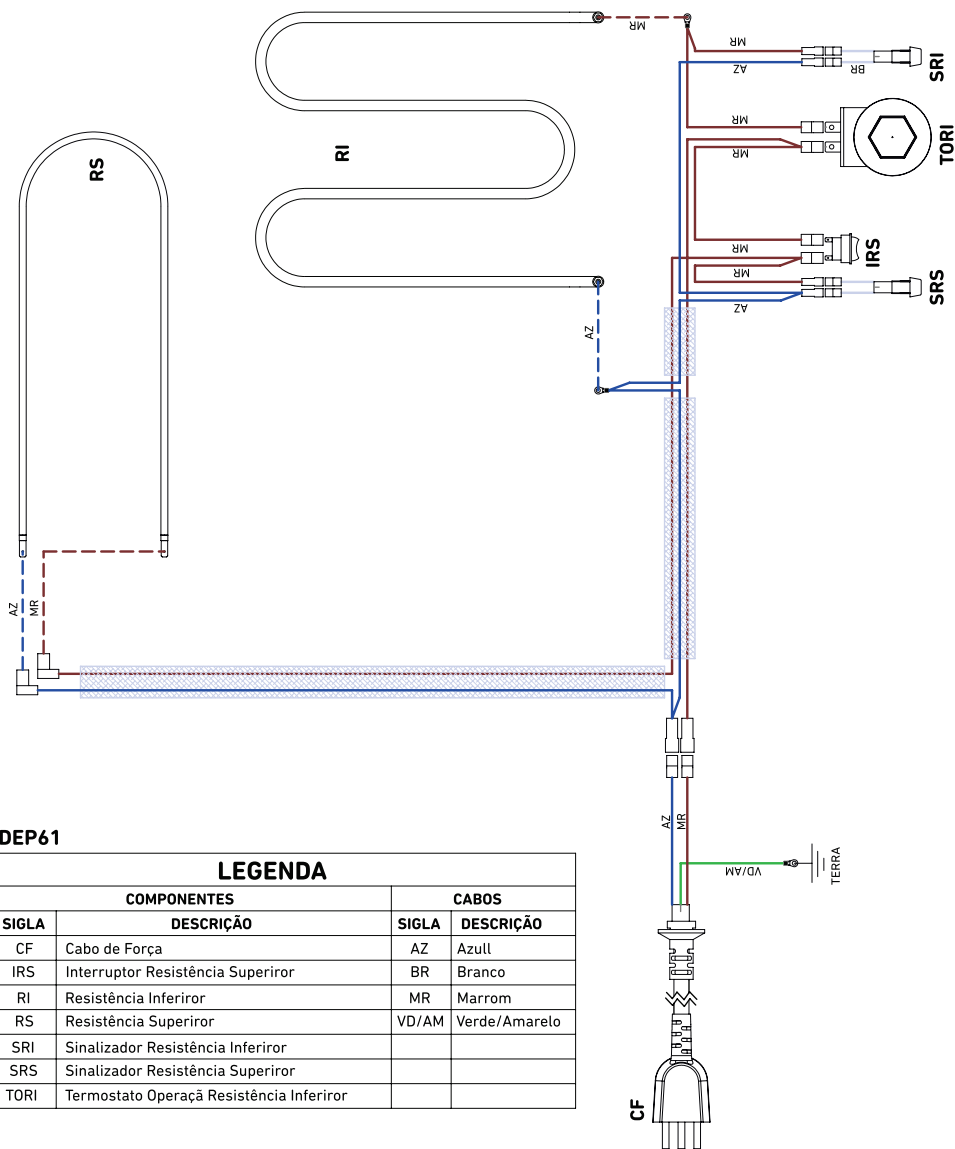 MR
MR
AZ
BR
SRI
RI
RS
MR
MR
TORI
MR
IRS
MR
SRS
AZ
AZ
AZ
MR
AZ
MR
VD/AM
TERRA
CF
DEP61
LEGENDA
COMPONENTES CABOS
SIGLA DESCRIÇÃO SIGLA DESCRIÇÃO
CF Cabo de Força AZ Azull
IRS Interruptor Resistência Superiror BR Branco
RI Resistência Inferiror MR Marrom
RS Resistência Superiror VD/AM Verde/Amarelo
SRI Sinalizador Resistência Inferiror
SRS Sinalizador Resistência Superiror
TORI Termostato Operaçã Resistência Inferiror